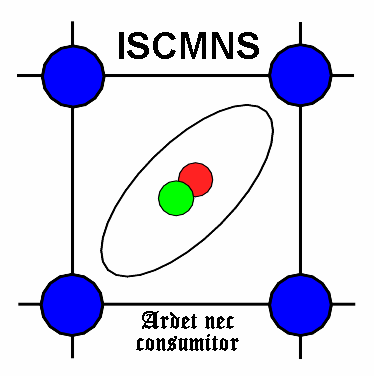 ISCMNS
Ardet nec
consumitor